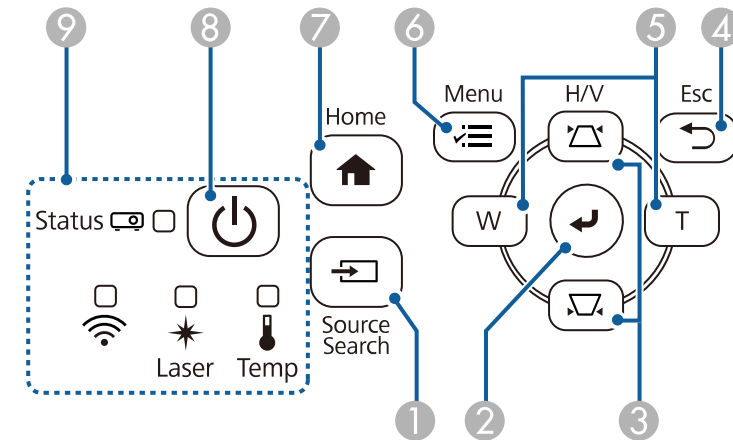 9 8 7 6 5 4
Home Menu H/V Esc
Status W T
Source
Search
Laser Temp
1 2 3